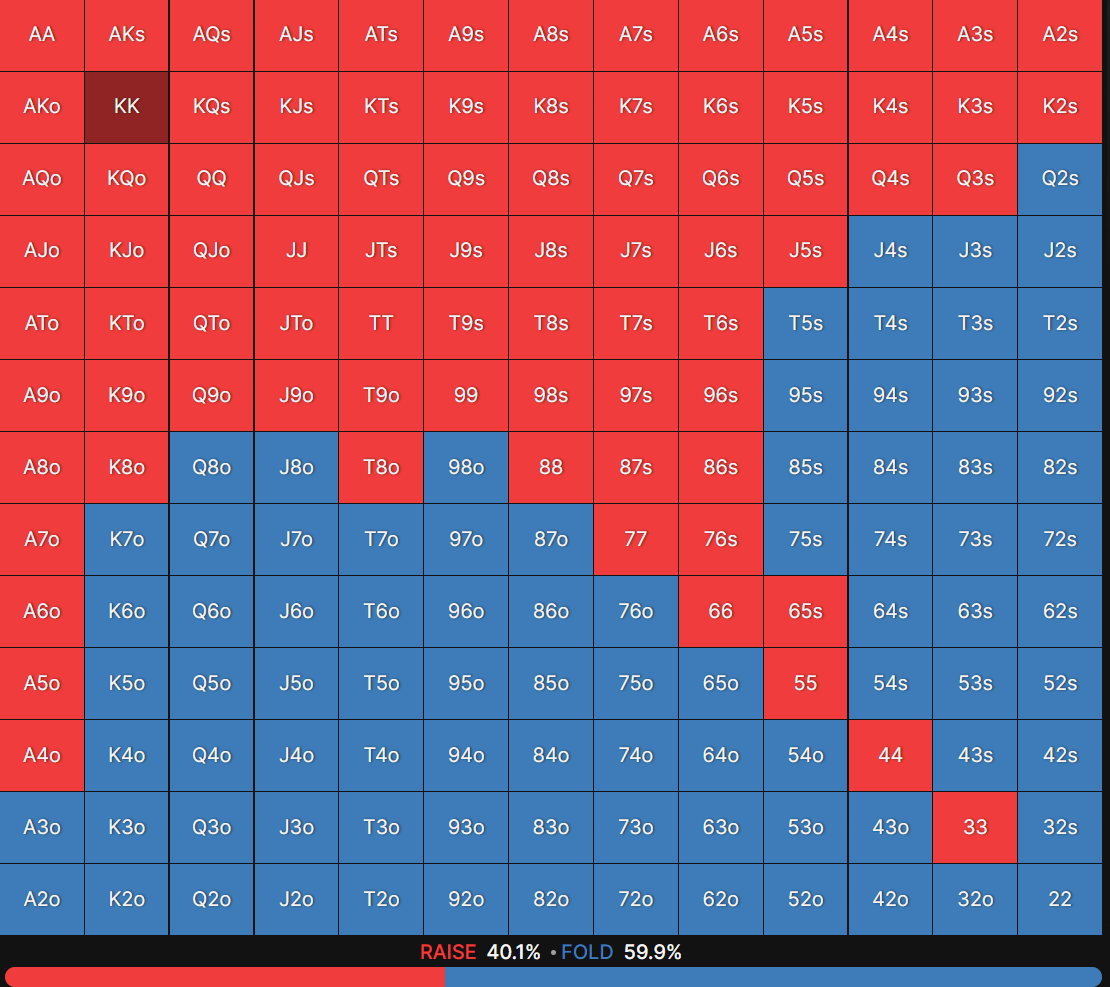 AA AKs AQs AJs ATs A9s A8s A7s A6s A5s A4s A3s A2s
AKo KK KQs KJs KTs K9s K8s K7s K6s K5s K4s K3s K2s
AQo KQo QQ QJs QTs Q9s Q8s Q7s Q6s Q5s Q4s Q3s Q2s
AJo KJo QJo JJ JTs J9s J8s J7s J6s J5s J4s J3s J2s
ATo KTo QTo JTo TT T9s T8s T7s T6s T5s T4s T3s T2s
A9o K9o Q9o J9o T9o 99 98s 97s 96s 95s 94s 93s 92s
A8o K8o Q8o J8o T8o 98o 88 87s 86s 85s 84s 83s 82s
A7o K7o Q7o J7o T7o 97o 87o 77 76s 75s 74s 73s 72s
A6o K6o Q6o J6o T6o 96o 86o 76o 66 65s 64s 63s 62s
A5o K5o Q5o J5o T5o 95o 85o 75o 65o 55 54s 53s 52s
A4o K4o Q4o J4o T4o 94o 84o 74o 64o 54o 44 43s 42s
A3o K3o Q3o J3o T3o 93o 83o 73o 63o 53o 43o 33 32s
A2o K2o Q2o J2o T2o 92o 82o 72o 62o 52o 42o 32o 22
RAISE 40.1% • FOLD 59.9%